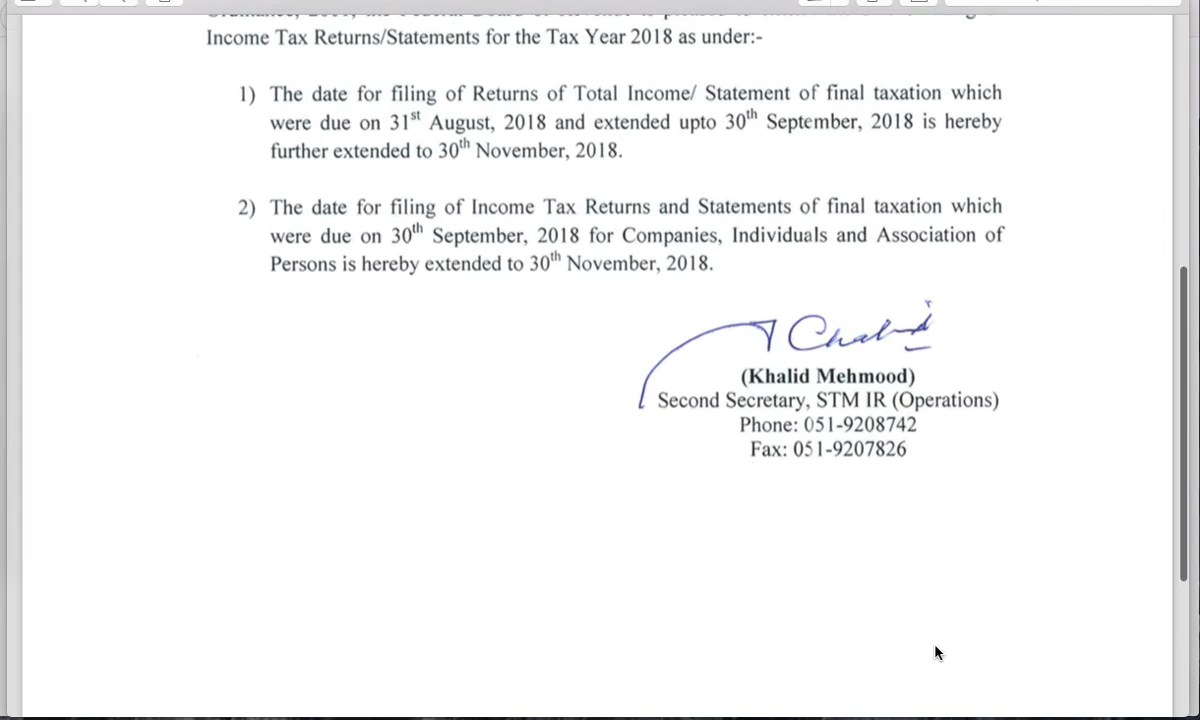 Income Tax Returns/Statements for the Tax Year 2018 as under:-
1) The date for filing of Returns of Total Income/ Statement of final taxation which
were due on 31st August, 2018 and extended upto 30th September, 2018 is hereby
further extended to 30th November, 2018.
2) The date for filing of Income Tax Returns and Statements of final taxation which
were due on 30th September, 2018 for Companies, Individuals and Association of
Persons is hereby extended to 30th November, 2018.
(Khalid Mehmood)
Second Secretary, STM IR (Operations)
Phone: 051-9208742
Fax: 051-9207826